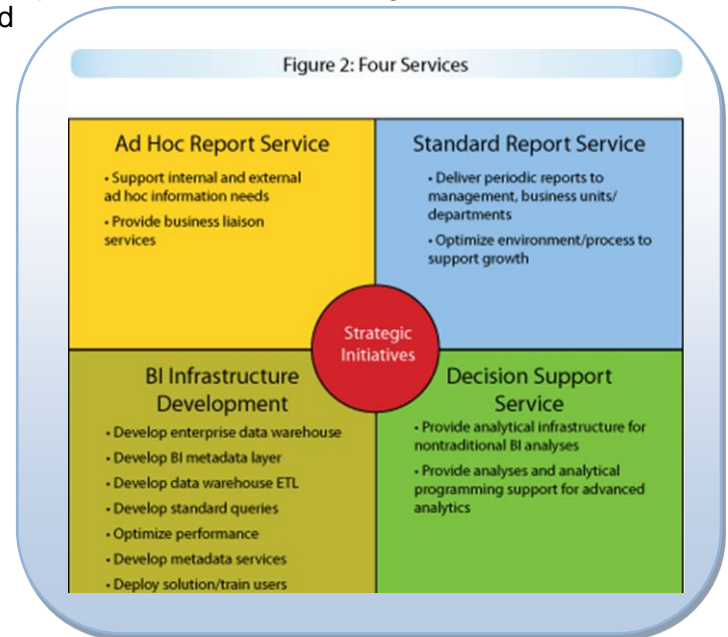 d
Figure 2: Four Services
Ad Hoc Report Service
• Support internal and external
ad hoc information needs
• Provide business liaison
services
Standard Report Service
• Deliver periodic reports to
management, business units/
departments
• Optimize environment/process to
support growth
Strategic
Initiatives
BI Infrastructure
Development
• Develop enterprise data warehouse
• Develop BI metadata layer
• Develop data warehouse ETL
• Develop standard queries
• Optimize performance
• Develop metadata services
• Deploy solution/train users
Decision Support
Service
• Provide analytical infrastructure for
nontraditional BI analyses
• Provide analyses and analytical
programming support for advanced
analytics